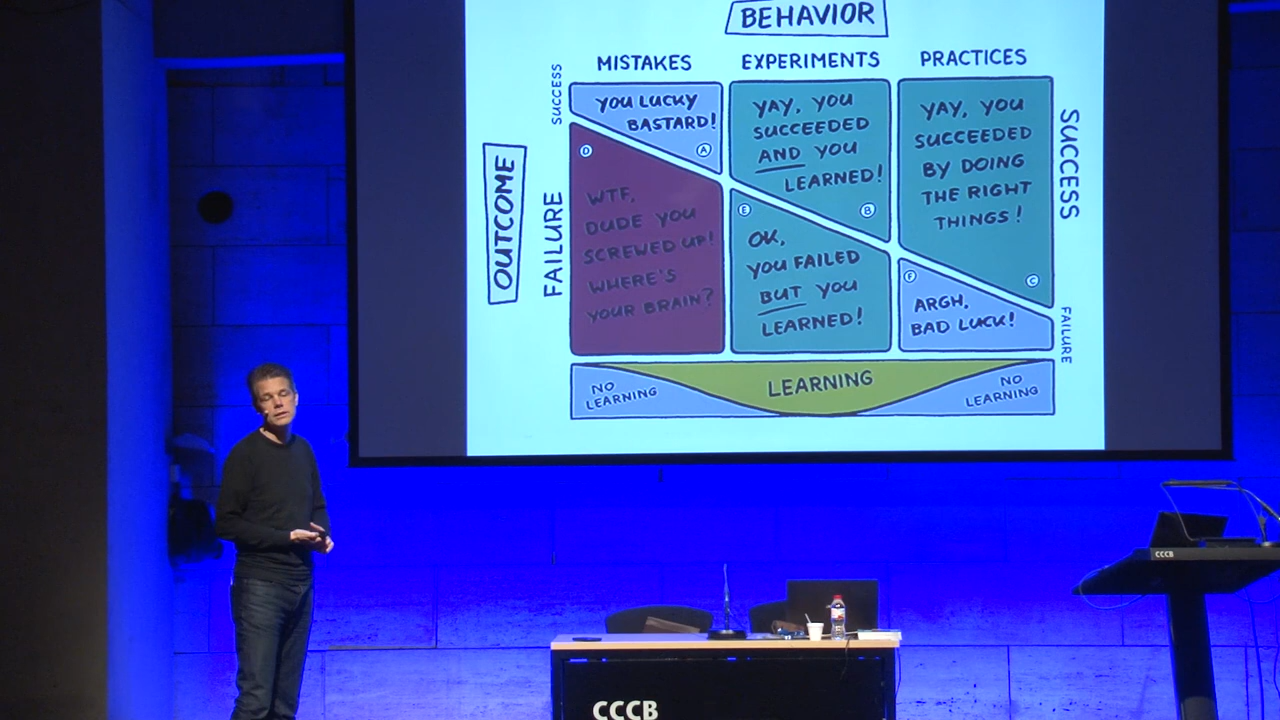 BEHAVIOR
MISTAKES
EXPERIMENTS
PRACTICES
OUTCOME
SUCCESS
FAILURE
YOU LUCKY
BASTARD!
A
D
WTF,
DUDE YOU
SCREWED UP!
WHERE'S
YOUR BRAIN?
YAY, YOU
SUCCEEDED
AND YOU
LEARNED!
B
E
OK,
YOU FAILED
BUT YOU
LEARNED!
YAY, YOU
SUCCEEDED
BY DOING
THE RIGHT
THINGS!
C
F
ARGH,
BAD LUCK!
SUCCESS
FAILURE
NO
LEARNING
LEARNING
NO
LEARNING
CCCB
CCCB